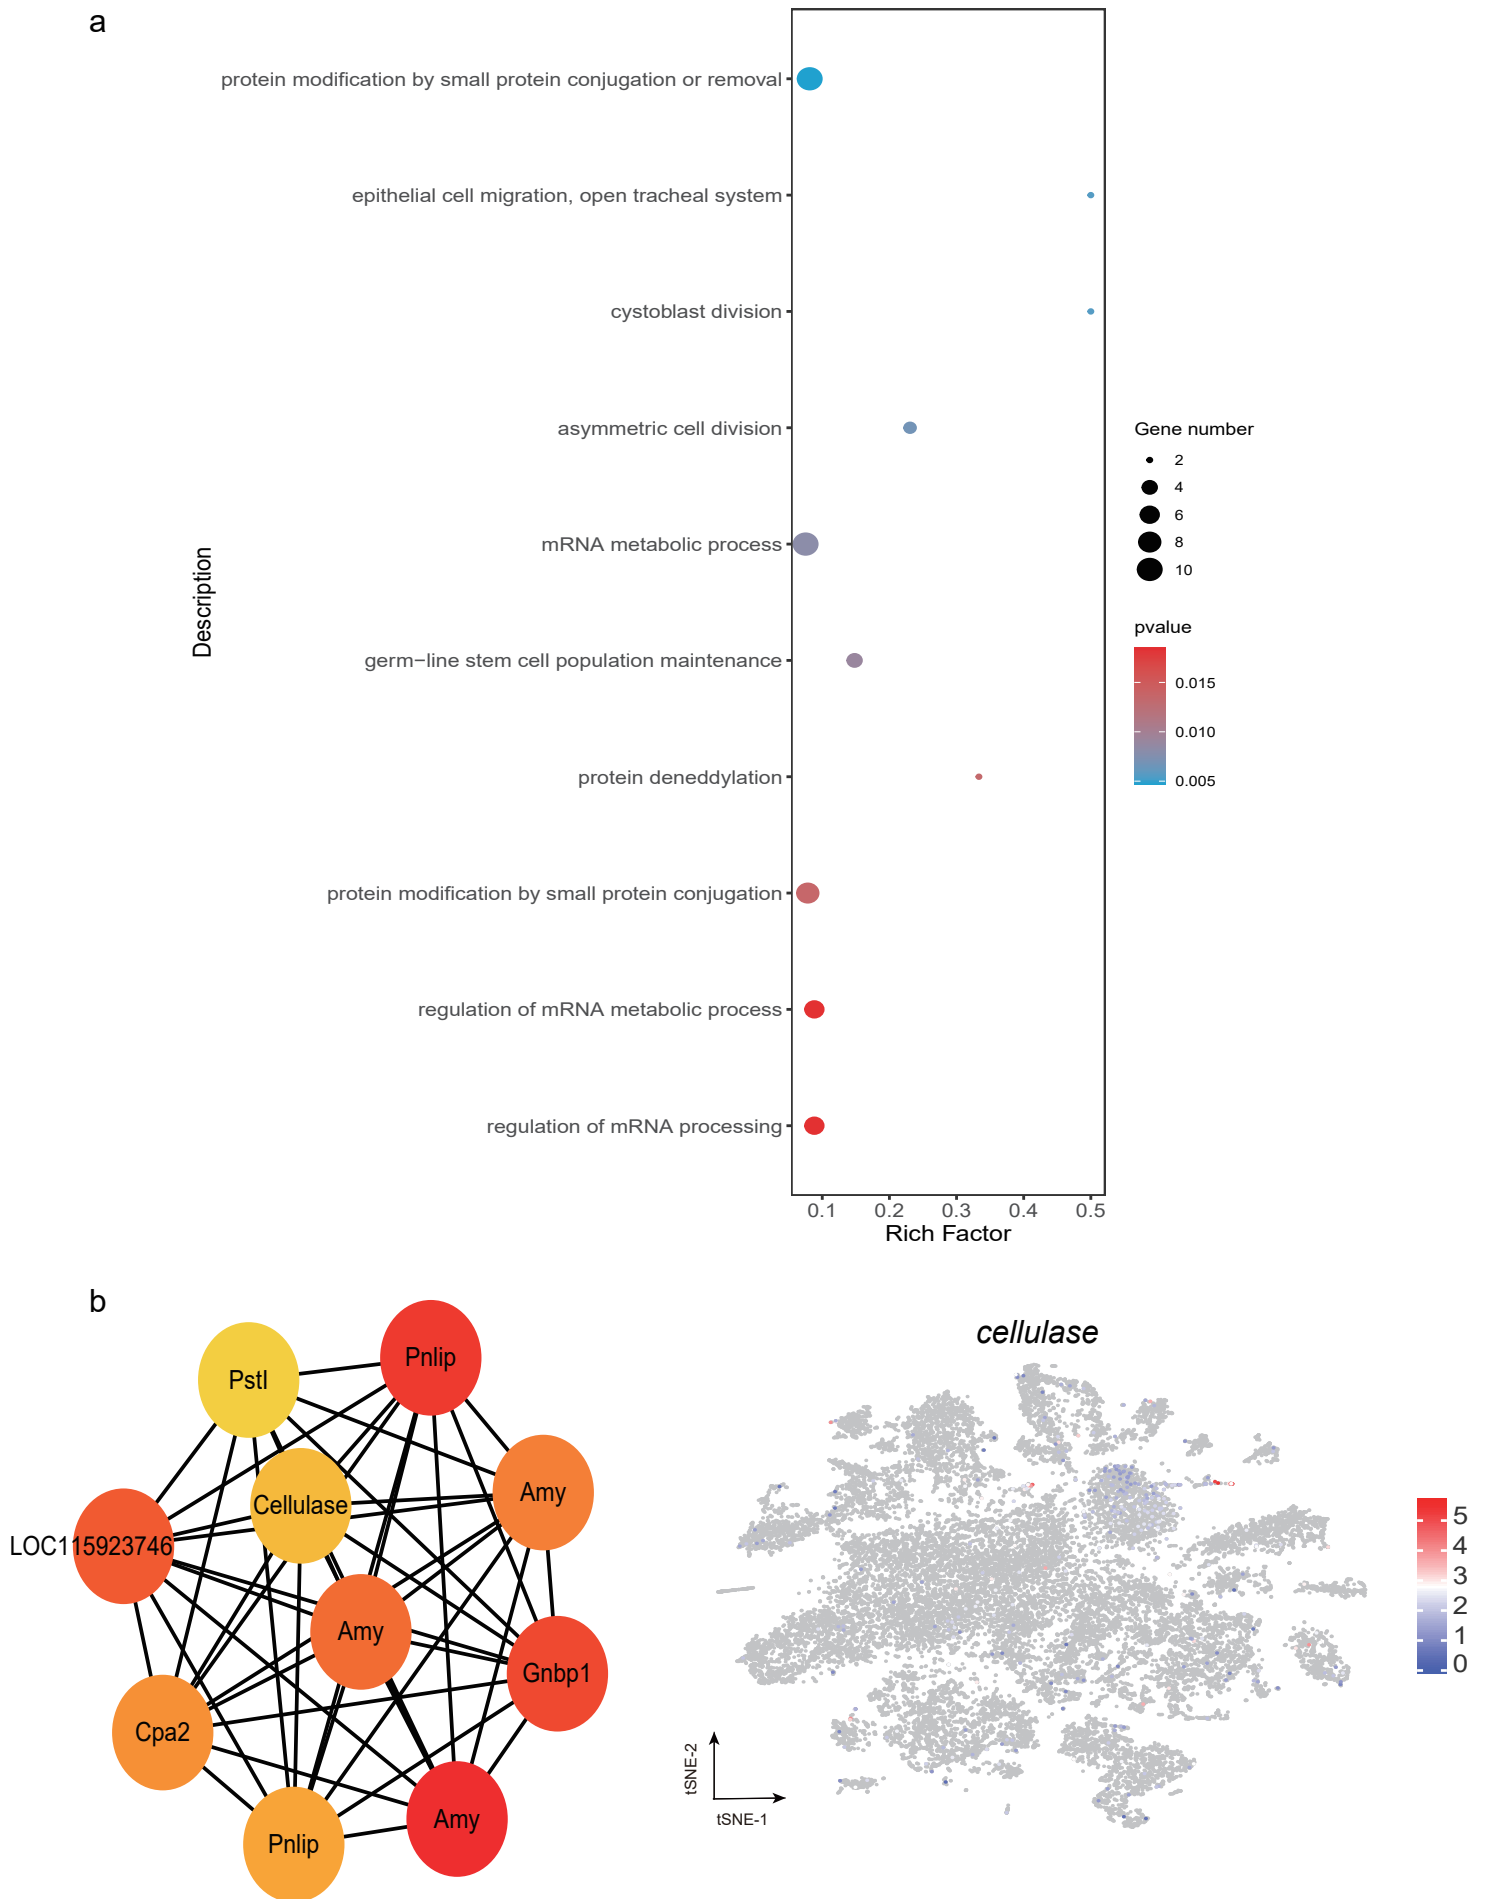 a
protein modification by small protein conjugation or removal
epithelial cell migration, open tracheal system
cystoblast division
asymmetric cell division
mRNA metabolic process
germ−line stem cell population maintenance
protein deneddylation
protein modification by small protein conjugation
regulation of mRNA metabolic process
regulation of mRNA processing
Description
0.1 0.2 0.3 0.4 0.5
Rich Factor
Gene number
2
4
6
8
10
pvalue
0.015
0.010
0.005
b
Pnlip
PstI
Amy
Cellulase
LOC115923746
Amy
Gnbp1
Cpa2
Amy
Pnlip
cellulase
tSNE-2
tSNE-1
5
4
3
2
1
0